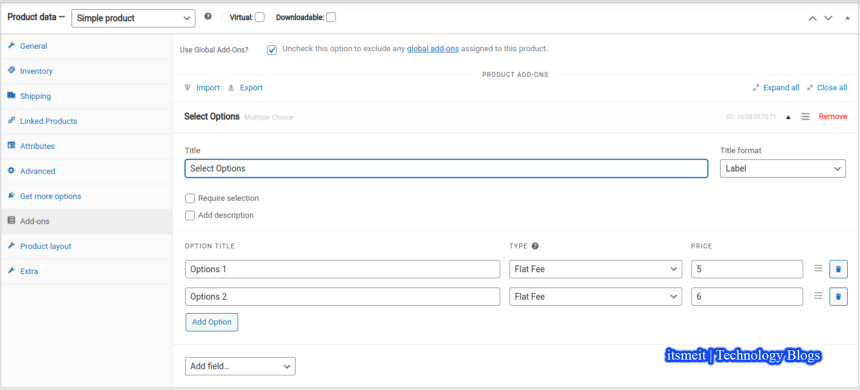 Product data — Simple product Virtual: Downloadable:
General
Inventory
Shipping
Linked Products
Attributes
Advanced
Get more options
Add-ons
Product layout
Extra
Use Global Add-Ons? Uncheck this option to exclude any global add-ons assigned to this product.
PRODUCT ADD-ONS
Import Export Expand all Close all
Select Options Multiple Choice ID: 1698387071 Remove
Title Title format
Select Options Label
Require selection
Add description
OPTION TITLE TYPE PRICE
Options 1 Flat Fee 5
Options 2 Flat Fee 6
Add Option
Add field...
itsmeit | Technology Blogs